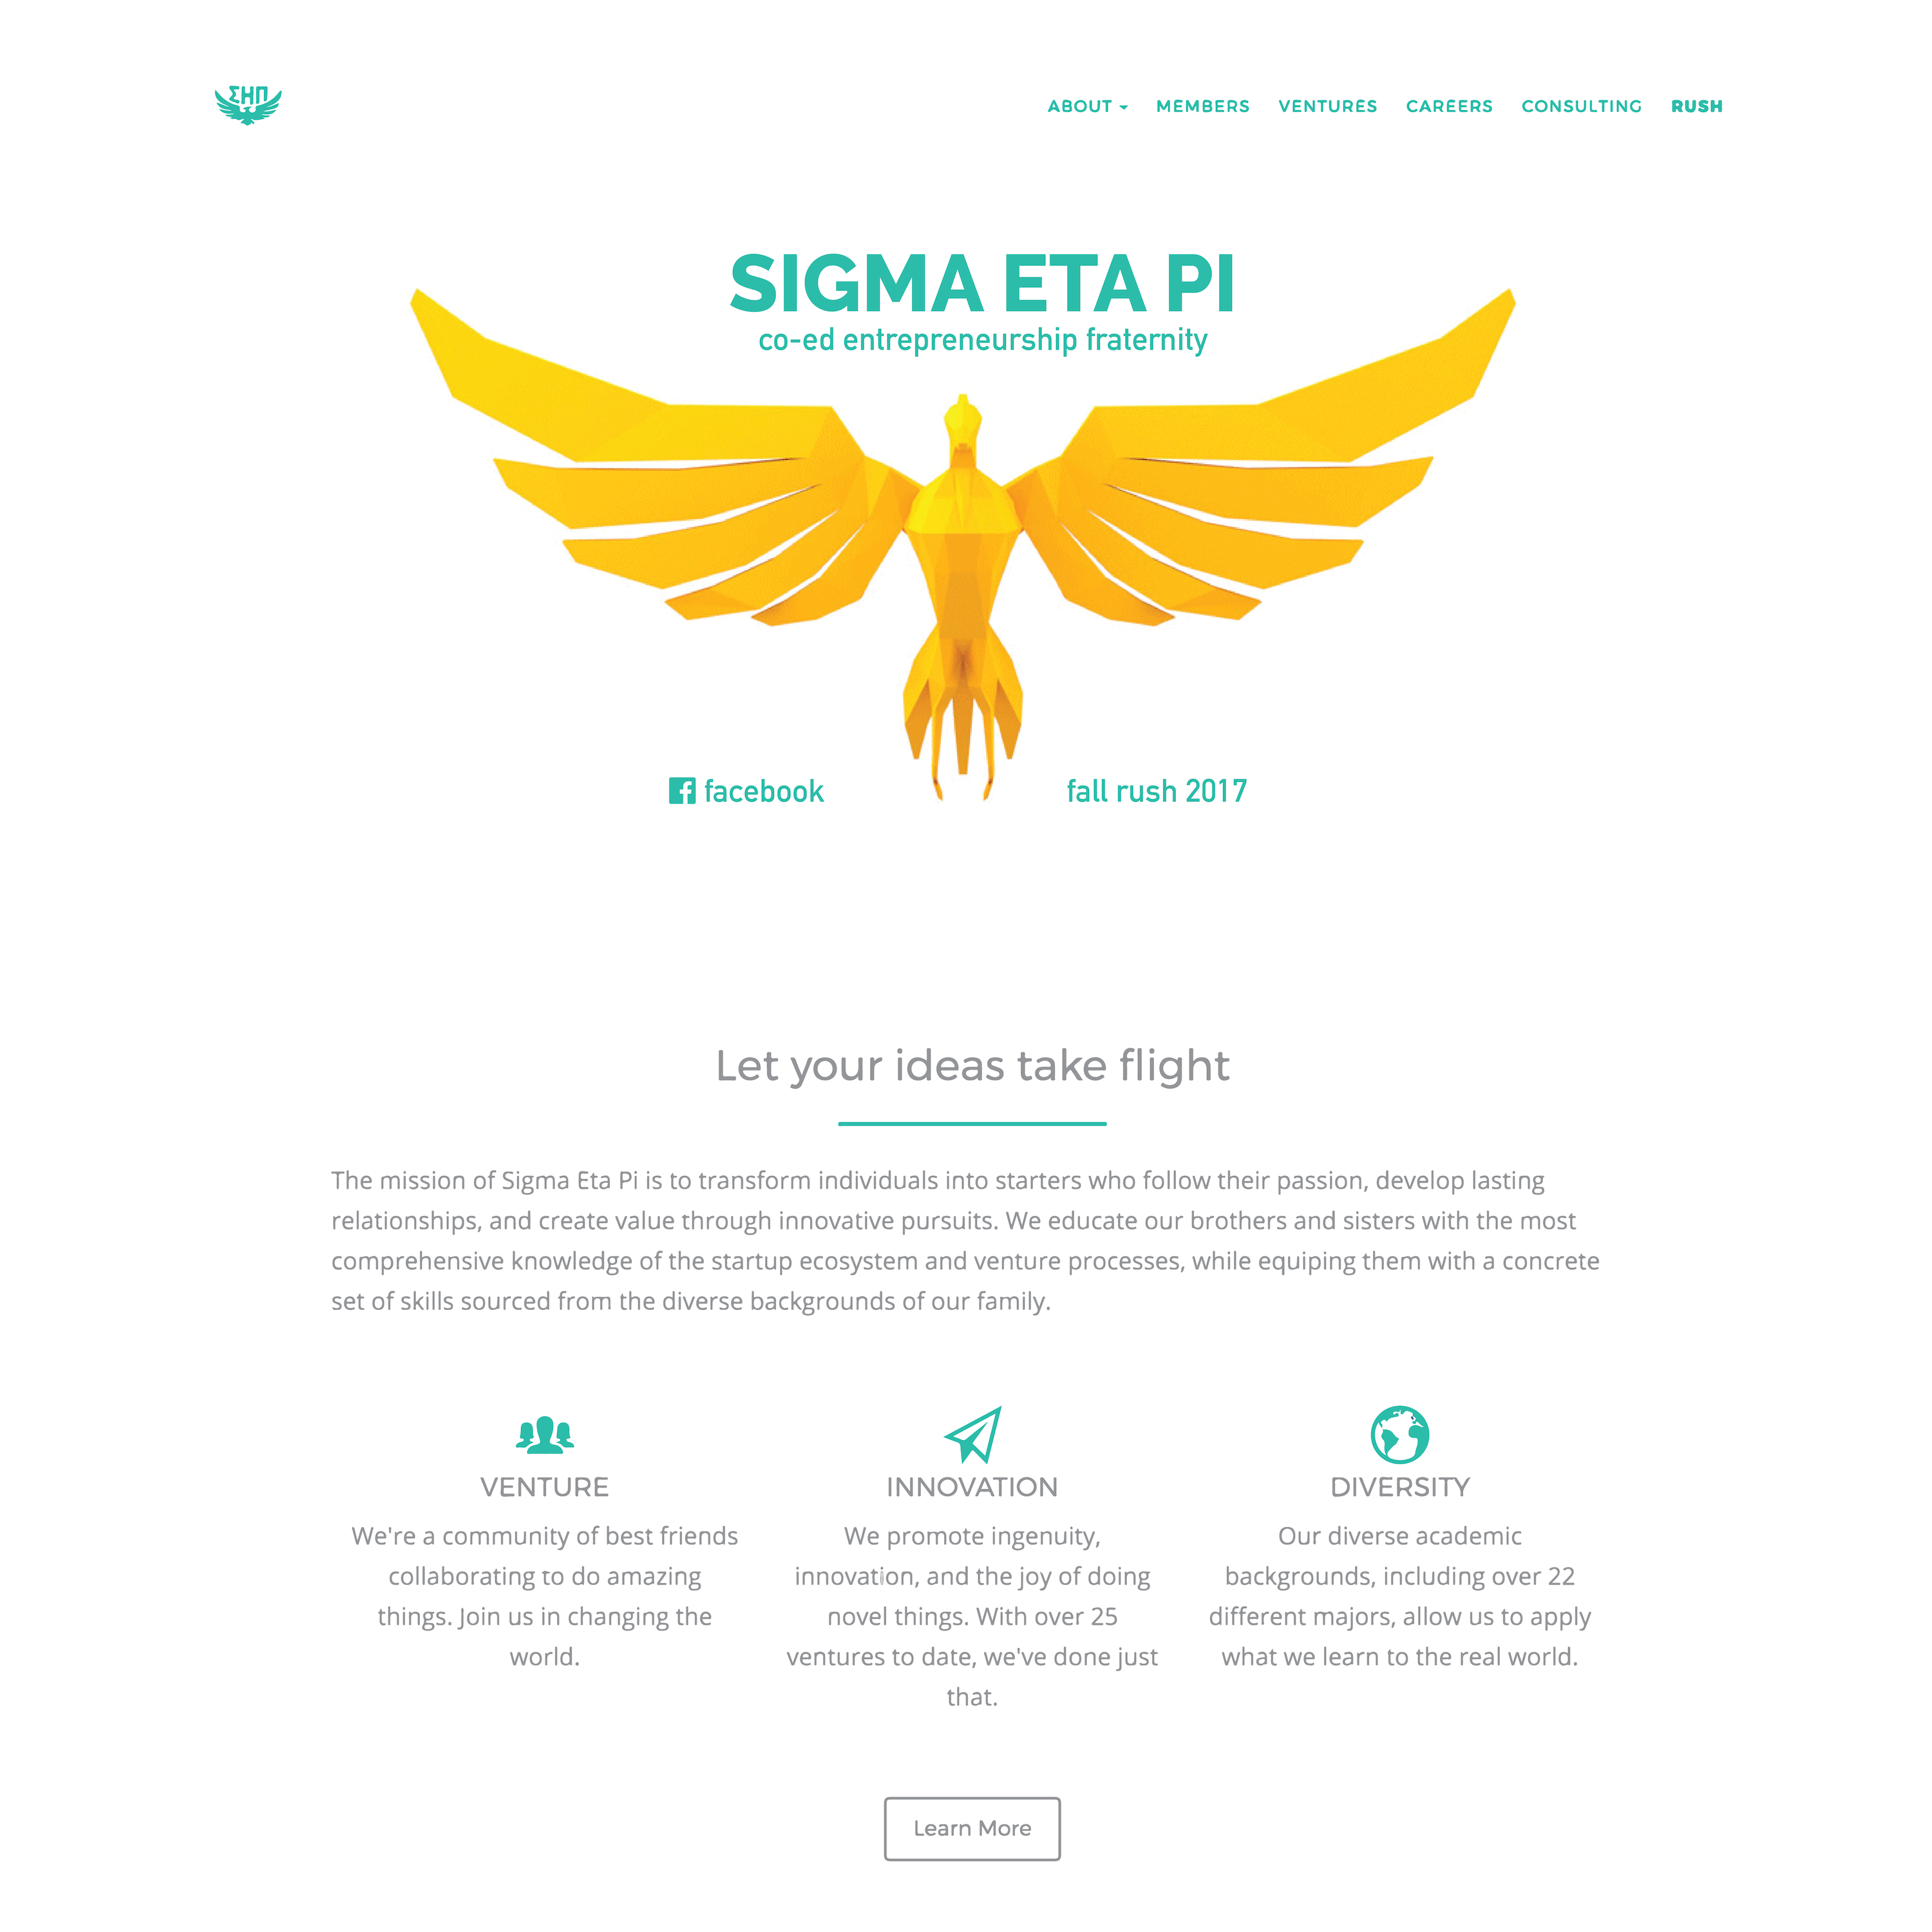 ΣΗΠ
ABOUT MEMBERS VENTURES CAREERS CONSULTING RUSH
SIGMA ETA PI
co-ed entrepreneurship fraternity
facebook fall rush 2017
Let your ideas take flight
The mission of Sigma Eta Pi is to transform individuals into starters who follow their passion, develop lasting
relationships, and create value through innovative pursuits. We educate our brothers and sisters with the most
comprehensive knowledge of the startup ecosystem and venture processes, while equiping them with a concrete
set of skills sourced from the diverse backgrounds of our family.
VENTURE
We're a community of best friends
collaborating to do amazing
things. Join us in changing the
world.
INNOVATION
We promote ingenuity,
innovation, and the joy of doing
novel things. With over 25
ventures to date, we've done just
that.
DIVERSITY
Our diverse academic
backgrounds, including over 22
different majors, allow us to apply
what we learn to the real world.
Learn More